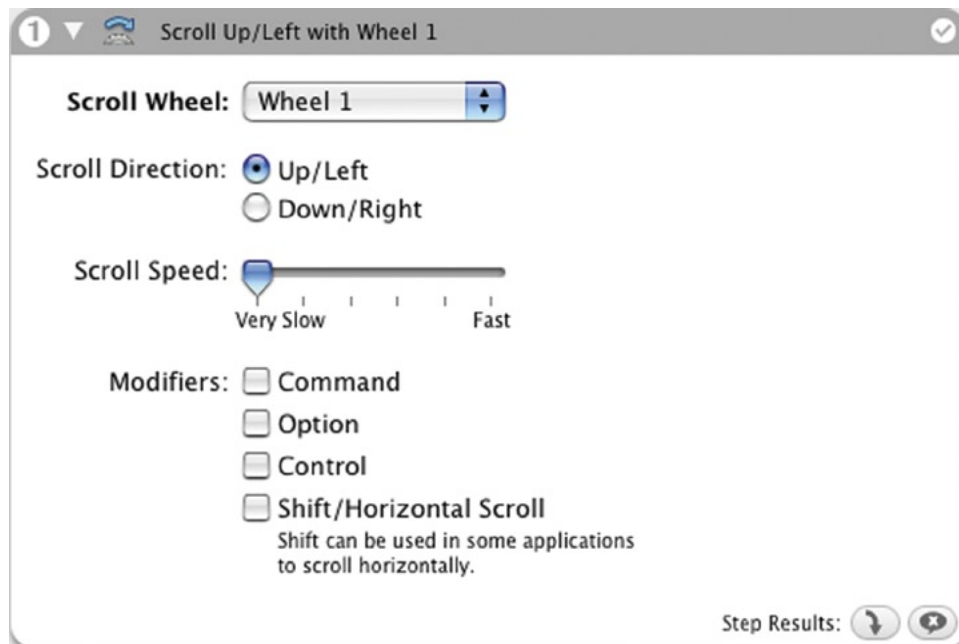 1 Scroll Up/Left with Wheel 1
Scroll Wheel: Wheel 1
Scroll Direction: Up/Left
Down/Right
Scroll Speed:
Very Slow Fast
Modifiers: Command
Option
Control
Shift/Horizontal Scroll
Shift can be used in some applications
to scroll horizontally.
Step Results: